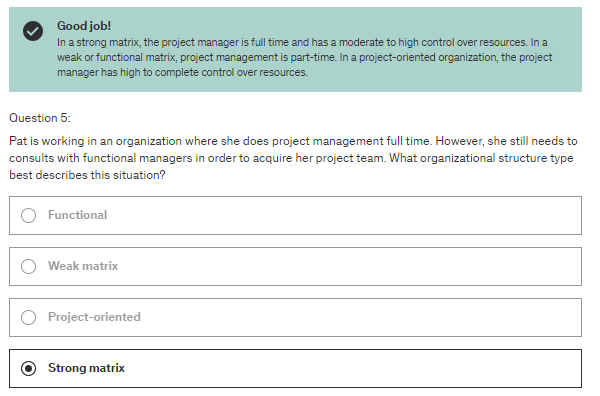 Good job!
In a strong matrix, the project manager is full time and has a moderate to high control over resources. In a
weak or functional matrix, project management is part-time. In a project-oriented organization, the project
manager has high to complete control over resources.
Question 5:
Pat is working in an organization where she does project management full time. However, she still needs to
consults with functional managers in order to acquire her project team. What organizational structure type
best describes this situation?
Functional
Weak matrix
Project-oriented
Strong matrix